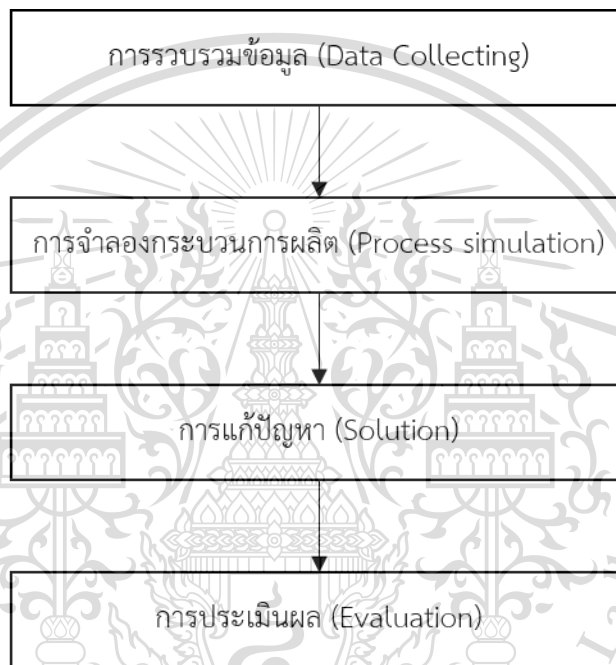 การรวบรวมข้อมูล (Data Collecting)
การจำลองกระบวนการผลิต (Process simulation)
การแก้ปัญหา (Solution)
การประเมินผล (Evaluation)